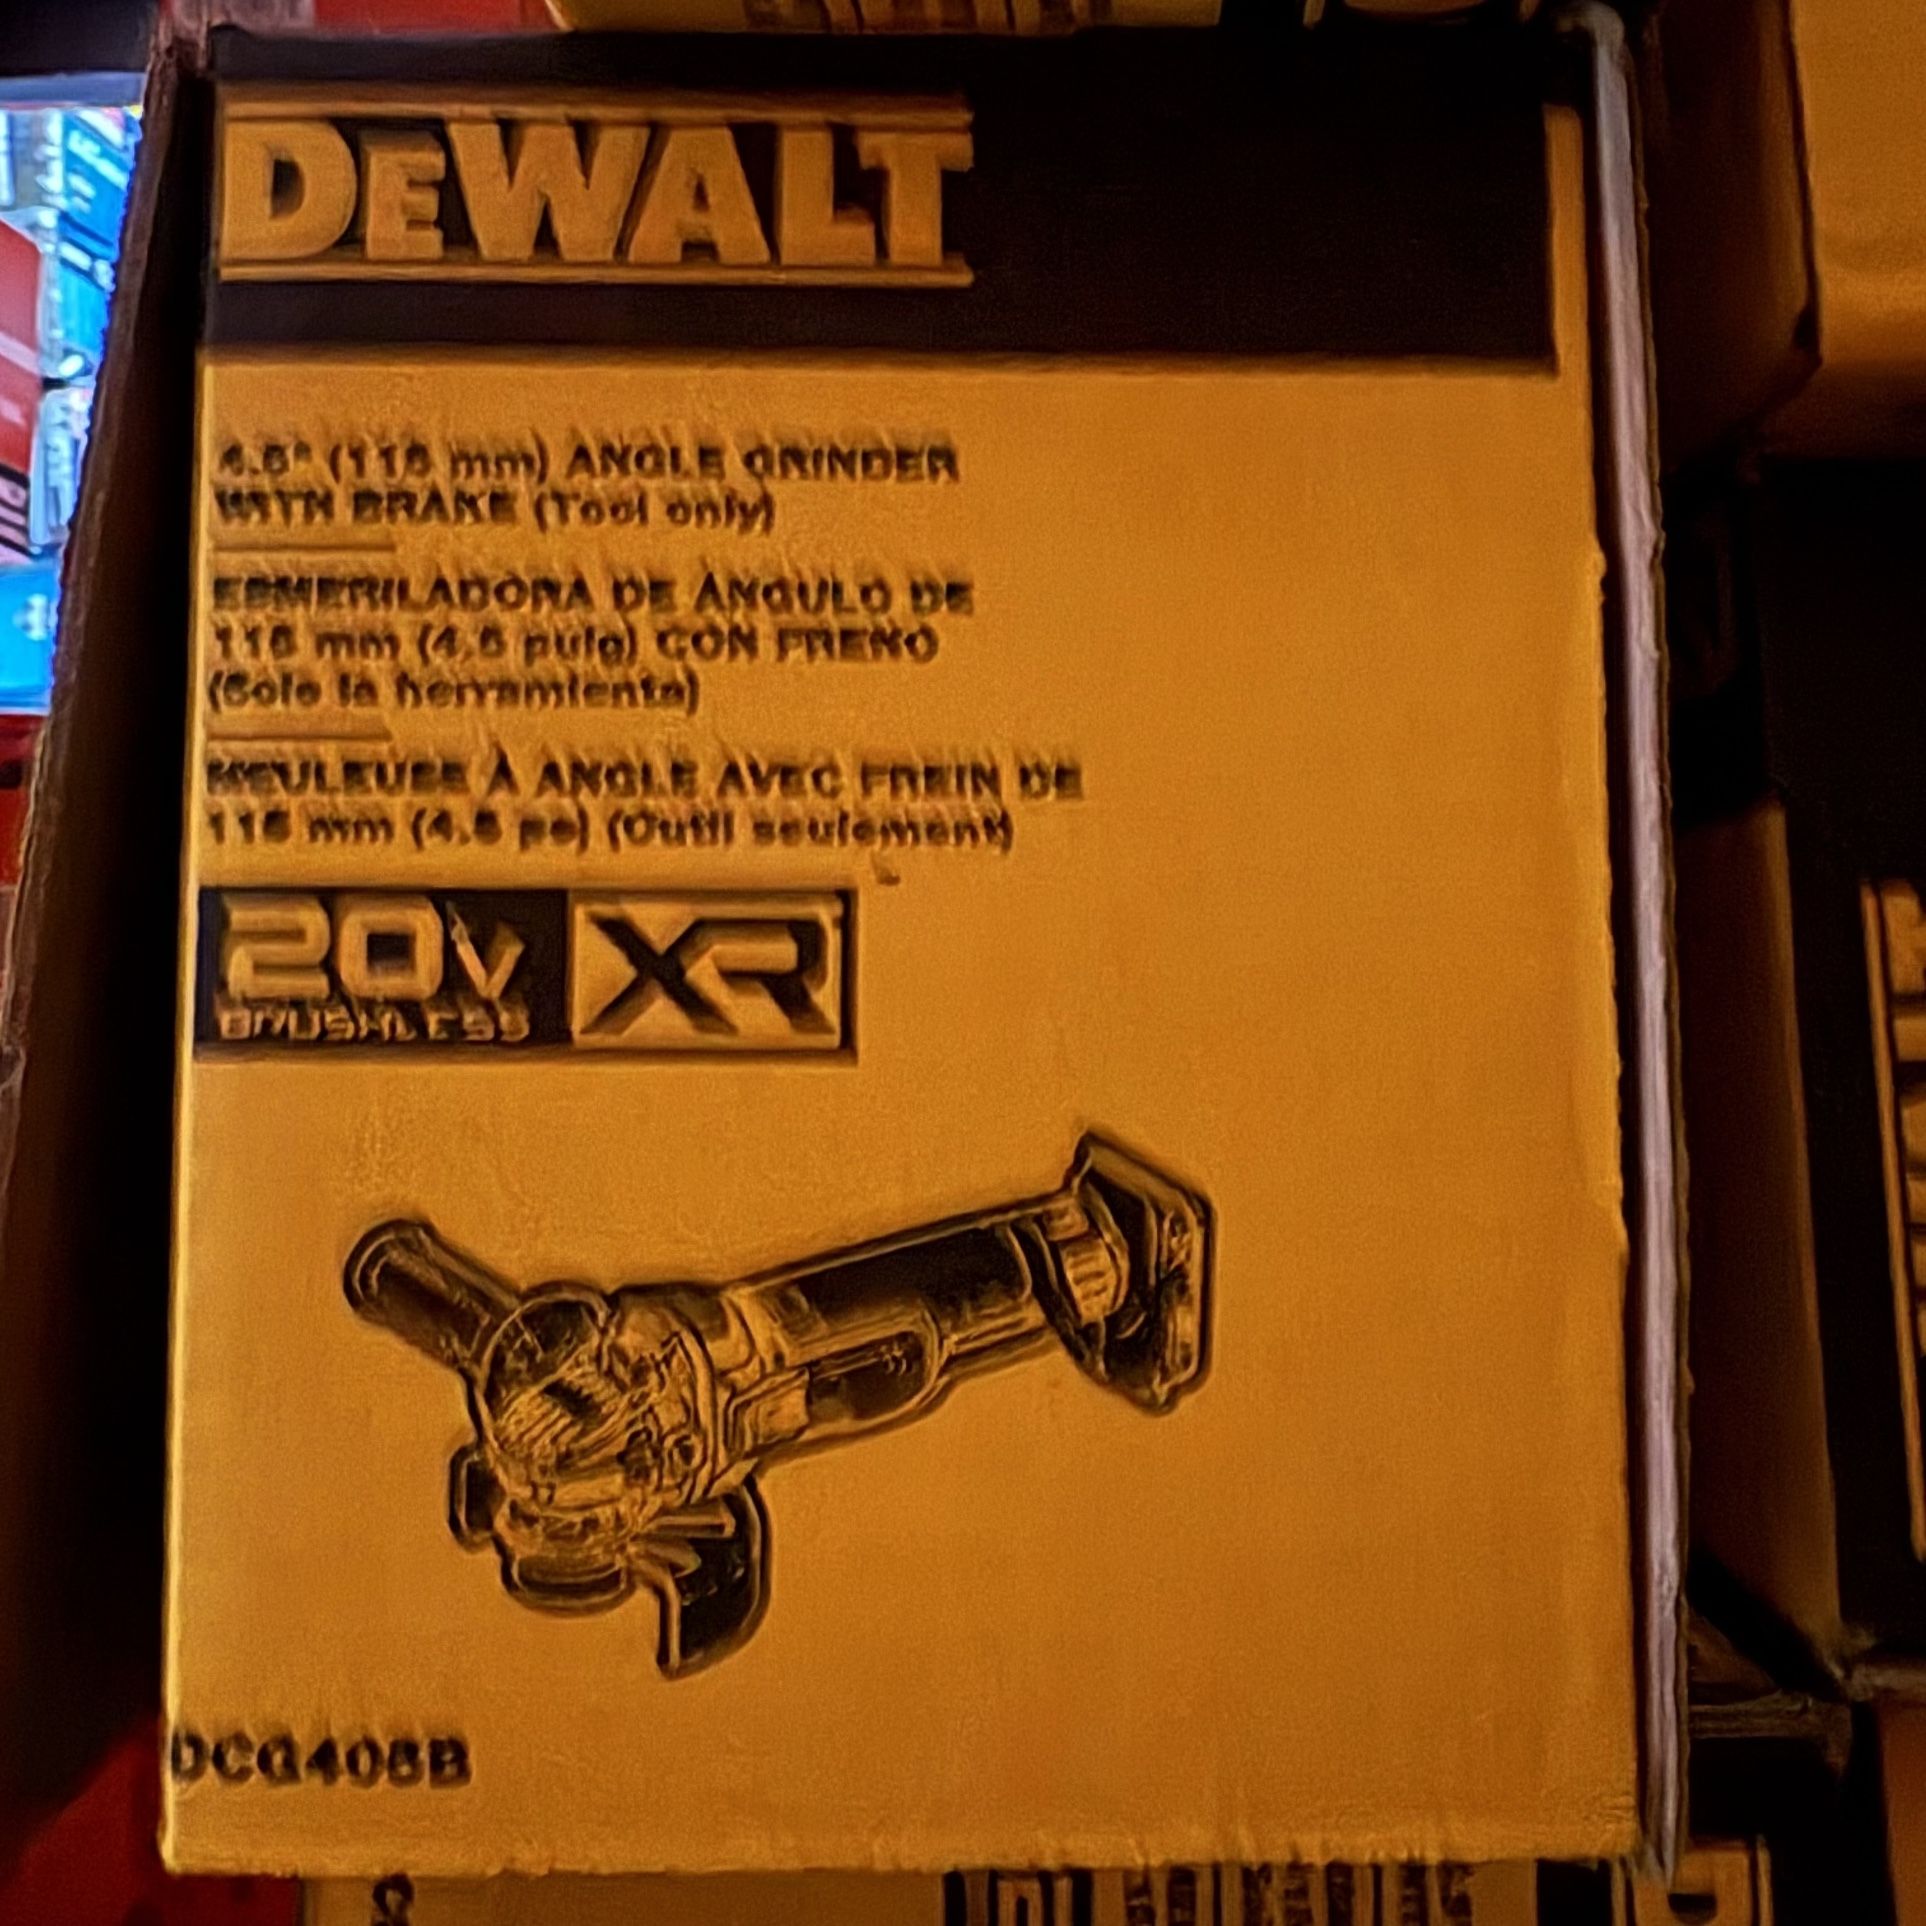 DEWALT
4.5" (115 mm) ANGLE GRINDER
WITH BRAKE (Tool only)
ESMERILADORA DE ÁNGULO DE
115 mm (4,5 pulg) CON FRENO
(Solo la herramienta)
MEULEUSE À ANGLE AVEC FREIN DE
115 mm (4,5 po) (Outil seulement)
20V
BRUSHLESS
XR
DCG405B